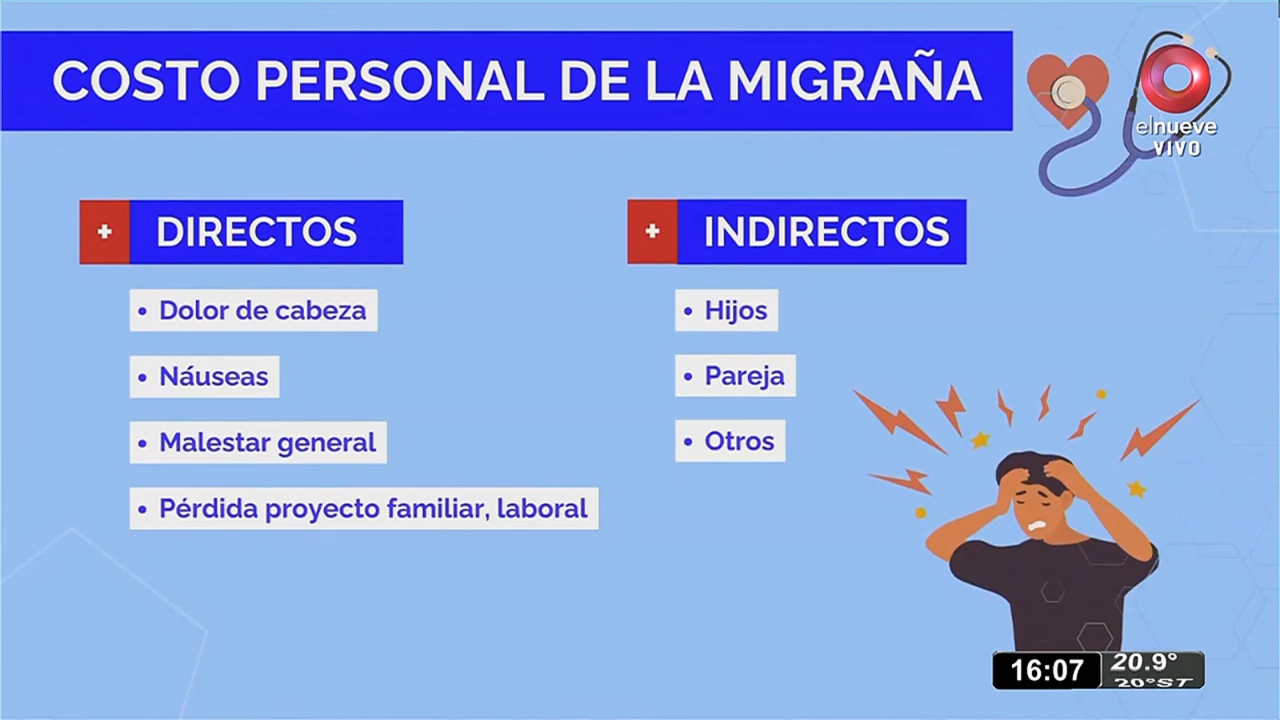 COSTO PERSONAL DE LA MIGRAÑA
elnueve
VIVO
+ DIRECTOS
• Dolor de cabeza
• Náuseas
• Malestar general
• Pérdida proyecto familiar, laboral
+ INDIRECTOS
• Hijos
• Pareja
• Otros
16:07
20.9°
20°ST